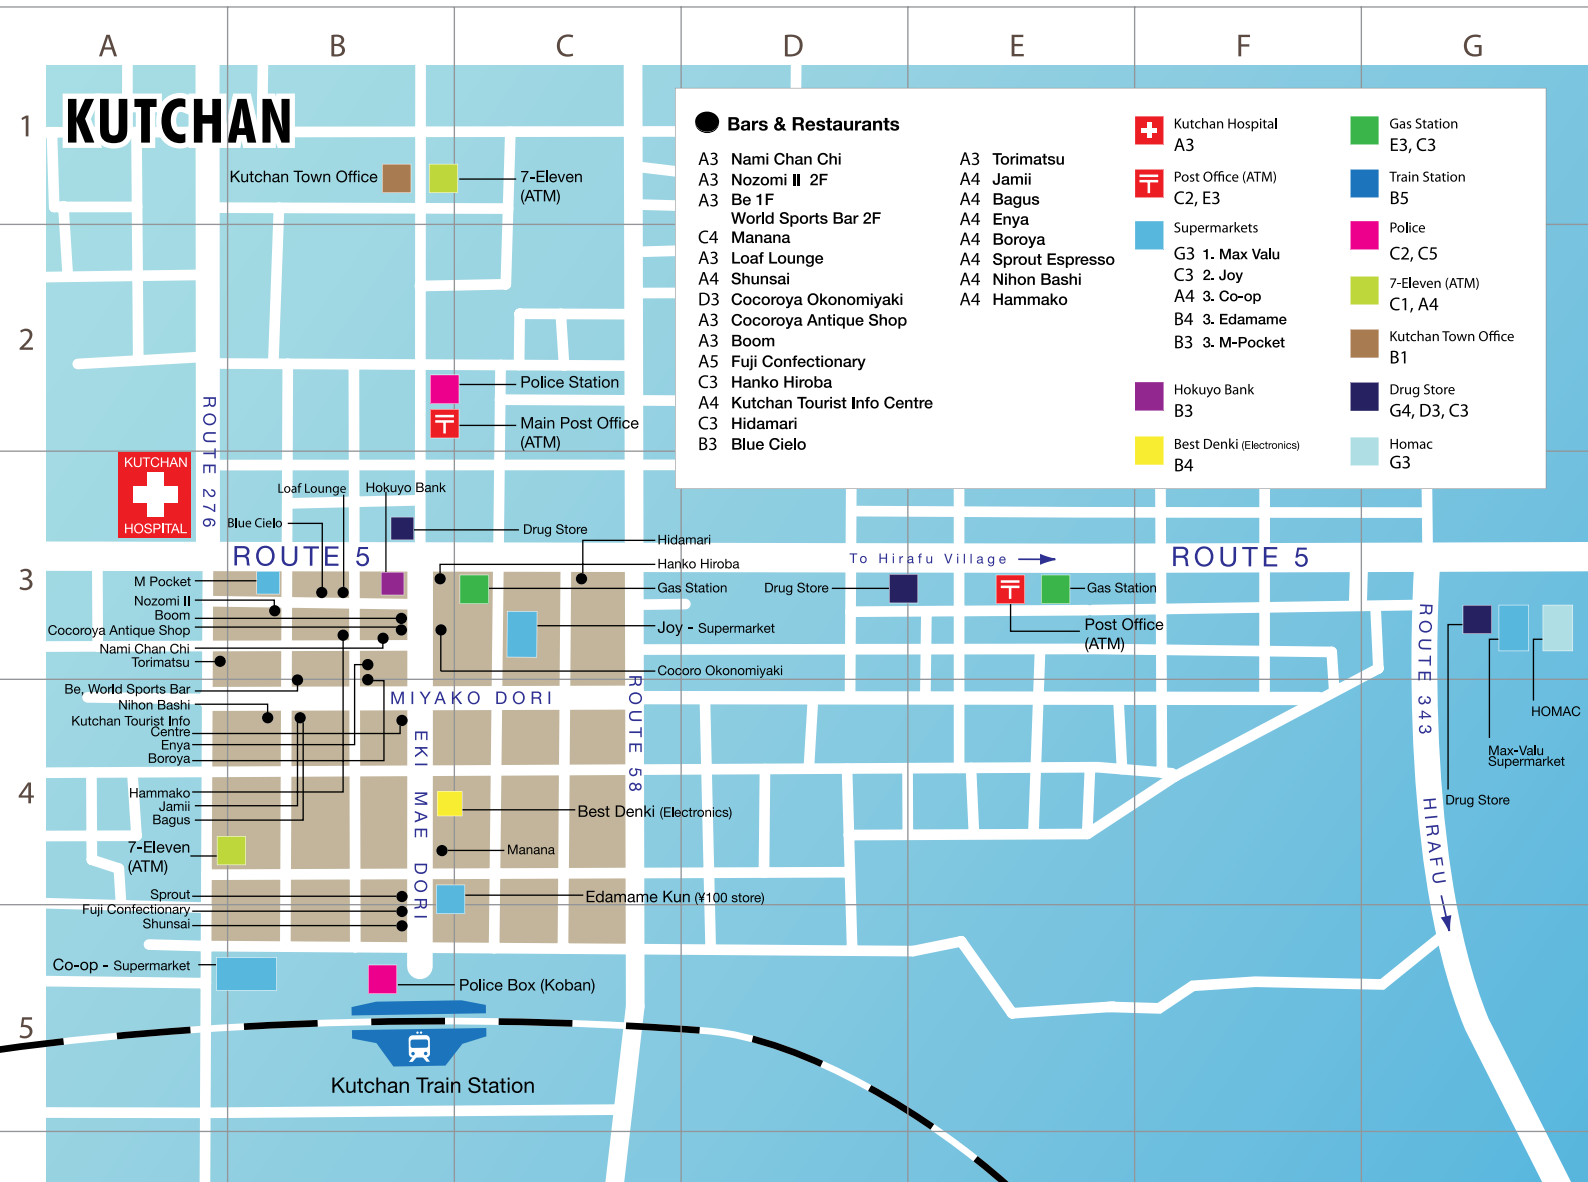 A B C D E F G
KUTCHAN
1
2
3
4
5
Bars & Restaurants
A3 Nami Chan Chi
A3 Nozomi II 2F
A3 Be 1F
World Sports Bar 2F
C4 Manana
A3 Loaf Lounge
A4 Shunsai
D3 Cocoroya Okonomiyaki
A3 Cocoroya Antique Shop
A3 Boom
A5 Fuji Confectionary
C3 Hanko Hiroba
A4 Kutchan Tourist Info Centre
C3 Hidamari
B3 Blue Cielo
A3 Torimatsu
A4 Jamii
A4 Bagus
A4 Enya
A4 Boroya
A4 Sprout Espresso
A4 Nihon Bashi
A4 Hammako
Kutchan Hospital
A3
Post Office (ATM)
C2, E3
Supermarkets
G3 1. Max Valu
C3 2. Joy
A4 3. Co-op
B4 3. Edamame
B3 3. M-Pocket
Hokuyo Bank
B3
Best Denki (Electronics)
B4
Gas Station
E3, C3
Train Station
B5
Police
C2, C5
7-Eleven (ATM)
C1, A4
Kutchan Town Office
B1
Drug Store
G4, D3, C3
Homac
G3
Kutchan Town Office
7-Eleven
(ATM)
Police Station
Main Post Office
(ATM)
ROUTE 276
KUTCHAN
HOSPITAL
Loaf Lounge
Hokuyo Bank
Blue Cielo
Drug Store
ROUTE 5
Hidamari
Hanko Hiroba
Gas Station
Joy - Supermarket
Cocoro Okonomiyaki
To Hirafu Village
ROUTE 5
Drug Store
Gas Station
Post Office
(ATM)
M Pocket
Nozomi II
Boom
Cocoroya Antique Shop
Nami Chan Chi
Torimatsu
Be, World Sports Bar
Nihon Bashi
Kutchan Tourist Info
Centre
Enya
Boroya
Hammako
Jamii
Bagus
7-Eleven
(ATM)
Sprout
Fuji Confectionary
Shunsai
Co-op - Supermarket
MIYAKO DORI
EKI MAE DORI
ROUTE 58
Best Denki (Electronics)
Manana
Edamame Kun (¥100 store)
Police Box (Koban)
Kutchan Train Station
ROUTE 343
HIRAFU
HOMAC
Max-Valu
Supermarket
Drug Store